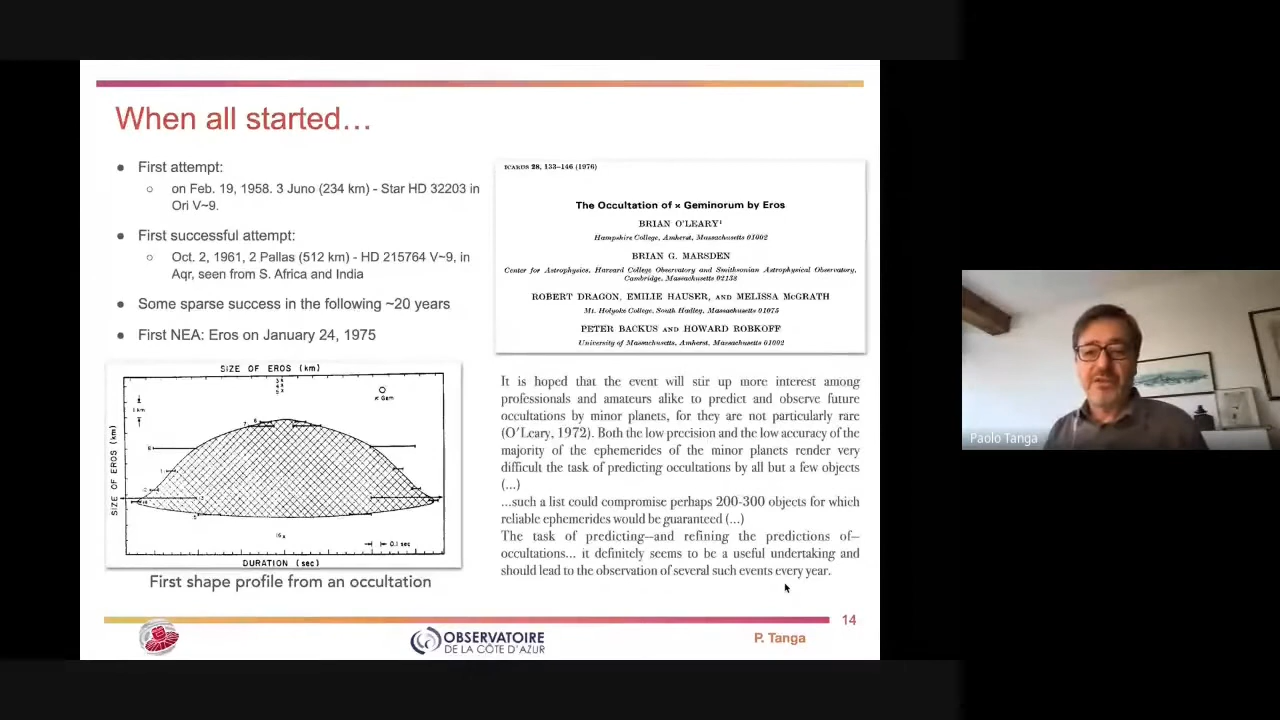 When all started…
● First attempt:
○ on Feb. 19, 1958. 3 Juno (234 km) - Star HD 32203 in
Ori V~9.
● First successful attempt:
○ Oct. 2, 1961, 2 Pallas (512 km) - HD 215764 V~9, in
Aqr, seen from S. Africa and India
● Some sparse success in the following ~20 years
● First NEA: Eros on January 24, 1975
SIZE OF EROS (km)
κ Gem
1 km
SIZE OF EROS (km)
0.1 sec
DURATION (sec)
First shape profile from an occultation
ICARUS 28, 133–146 (1976)
The Occultation of κ Geminorum by Eros
BRIAN O'LEARY¹
Hampshire College, Amherst, Massachusetts 01002
BRIAN G. MARSDEN
Center for Astrophysics, Harvard College Observatory and Smithsonian Astrophysical Observatory,
Cambridge, Massachusetts 02138
ROBERT DRAGON, EMILIE HAUSER, AND MELISSA McGRATH
Mt. Holyoke College, South Hadley, Massachusetts 01075
PETER BACKUS AND HOWARD ROBKOFF
University of Massachusetts, Amherst, Massachusetts 01002
It is hoped that the event will stir up more interest among
professionals and amateurs alike to predict and observe future
occultations by minor planets, for they are not particularly rare
(O'Leary, 1972). Both the low precision and the low accuracy of the
majority of the ephemerides of the minor planets render very
difficult the task of predicting occultations by all but a few objects
(...)
...such a list could compromise perhaps 200-300 objects for which
reliable ephemerides would be guaranteed (...)
The task of predicting—and refining the predictions of—
occultations... it definitely seems to be a useful undertaking and
should lead to the observation of several such events every year.
OBSERVATOIRE
DE LA CÔTE D'AZUR
P. Tanga
14
Paolo Tanga